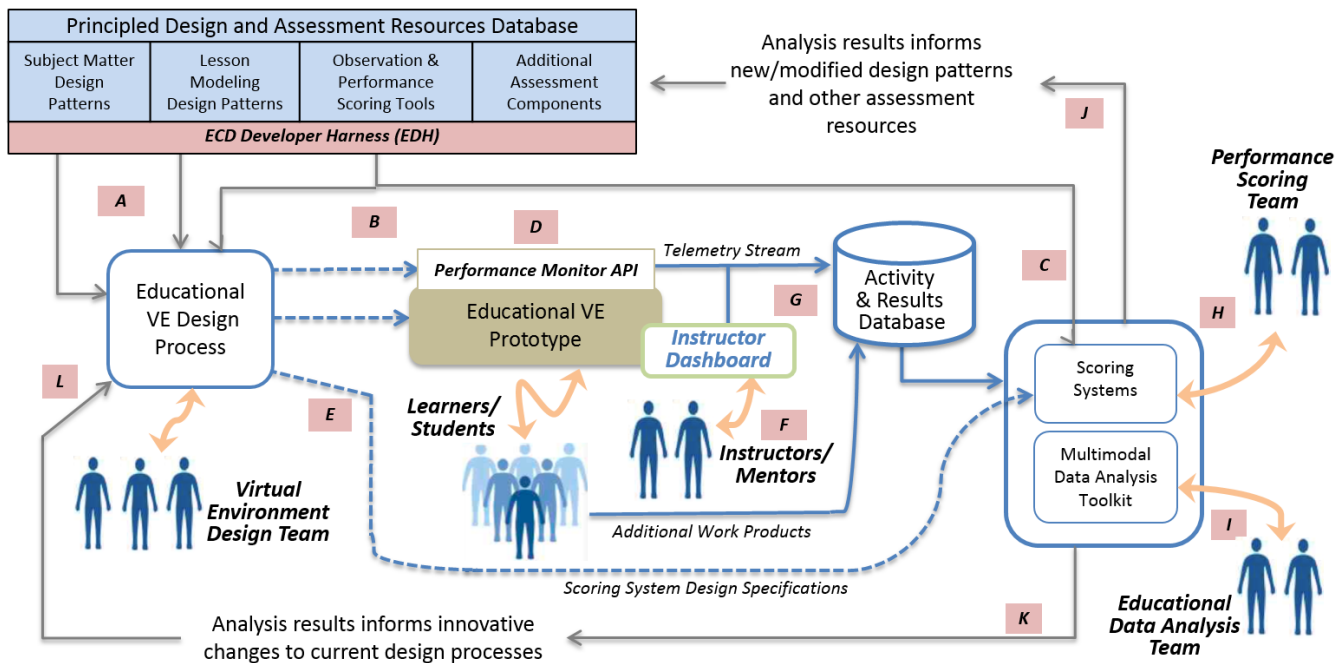 Principled Design and Assessment Resources Database
Subject Matter
Design
Patterns
Lesson
Modeling
Design Patterns
Observation &
Performance
Scoring Tools
Additional
Assessment
Components
ECD Developer Harness (EDH)
Analysis results informs
new/modified design patterns
and other assessment
resources
J
Performance
Scoring
Team
A
B
D
C
Educational
VE Design
Process
Performance Monitor API
Educational VE
Prototype
Telemetry Stream
G
Instructor
Dashboard
Activity
& Results
Database
H
Scoring
Systems
Multimodal
Data Analysis
Toolkit
L
E
Learners/
Students
F
Instructors/
Mentors
Virtual
Environment
Design Team
Additional Work Products
I
Scoring System Design Specifications
Educational
Data Analysis
Team
K
Analysis results informs innovative
changes to current design processes